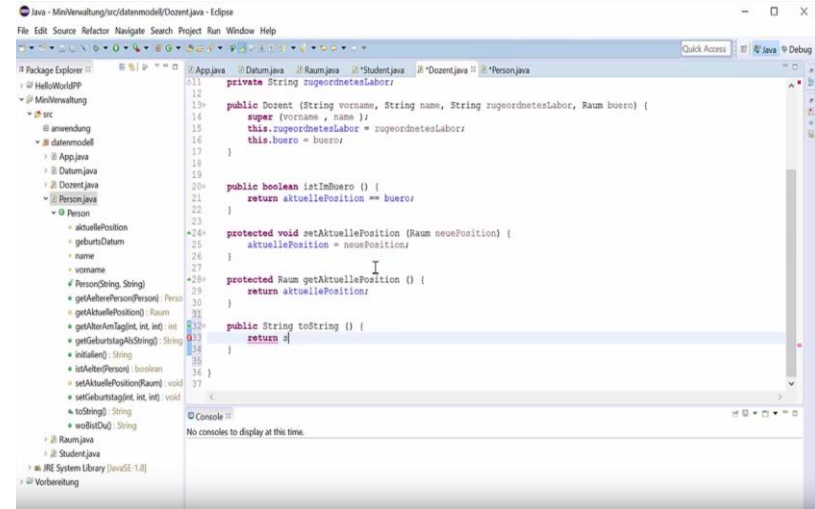 Java - MiniVerwaltung/src/datenmodell/Dozent.java - Eclipse
File Edit Source Refactor Navigate Search Project Run Window Help
Quick Access Java Debug
Package Explorer App.java Datum.java Raum.java *Student.java *Dozent.java *Person.java
HelloWorldPP
MiniVerwaltung
src
anwendung
datenmodell
App.java
Datum.java
Dozent.java
Person.java
Person
aktuellePosition
geburtsDatum
name
vorname
Person(String, String)
getAelterePerson(Person) : Perso
getAktuellePosition() : Raum
getAlterAmTag(int, int, int) : int
getGeburtstagAlsString() : String
initialien() : String
istAelter(Person) : boolean
setAktuellePosition(Raum) : void
setGeburtstag(int, int, int) : void
toString() : String
woBistDu() : String
Raum.java
Student.java
JRE System Library [JavaSE-1.8]
Vorbereitung
11 private String zugeordnetesLabor;
12
13 public Dozent (String vorname, String name, String zugeordnetesLabor, Raum buero) {
14 super (vorname , name );
15 this.zugeordnetesLabor = zugeordnetesLabor;
16 this.buero = buero;
17 }
18
19
20 public boolean istImBuero () {
21 return aktuellePosition == buero;
22 }
23
24 protected void setAktuellePosition (Raum neuePosition) {
25 aktuellePosition = neuePosition;
26 }
27
28 protected Raum getAktuellePosition () {
29 return aktuellePosition;
30 }
31
32 public String toString () {
33 return s
34 }
35
36 }
37
Console
No consoles to display at this time.